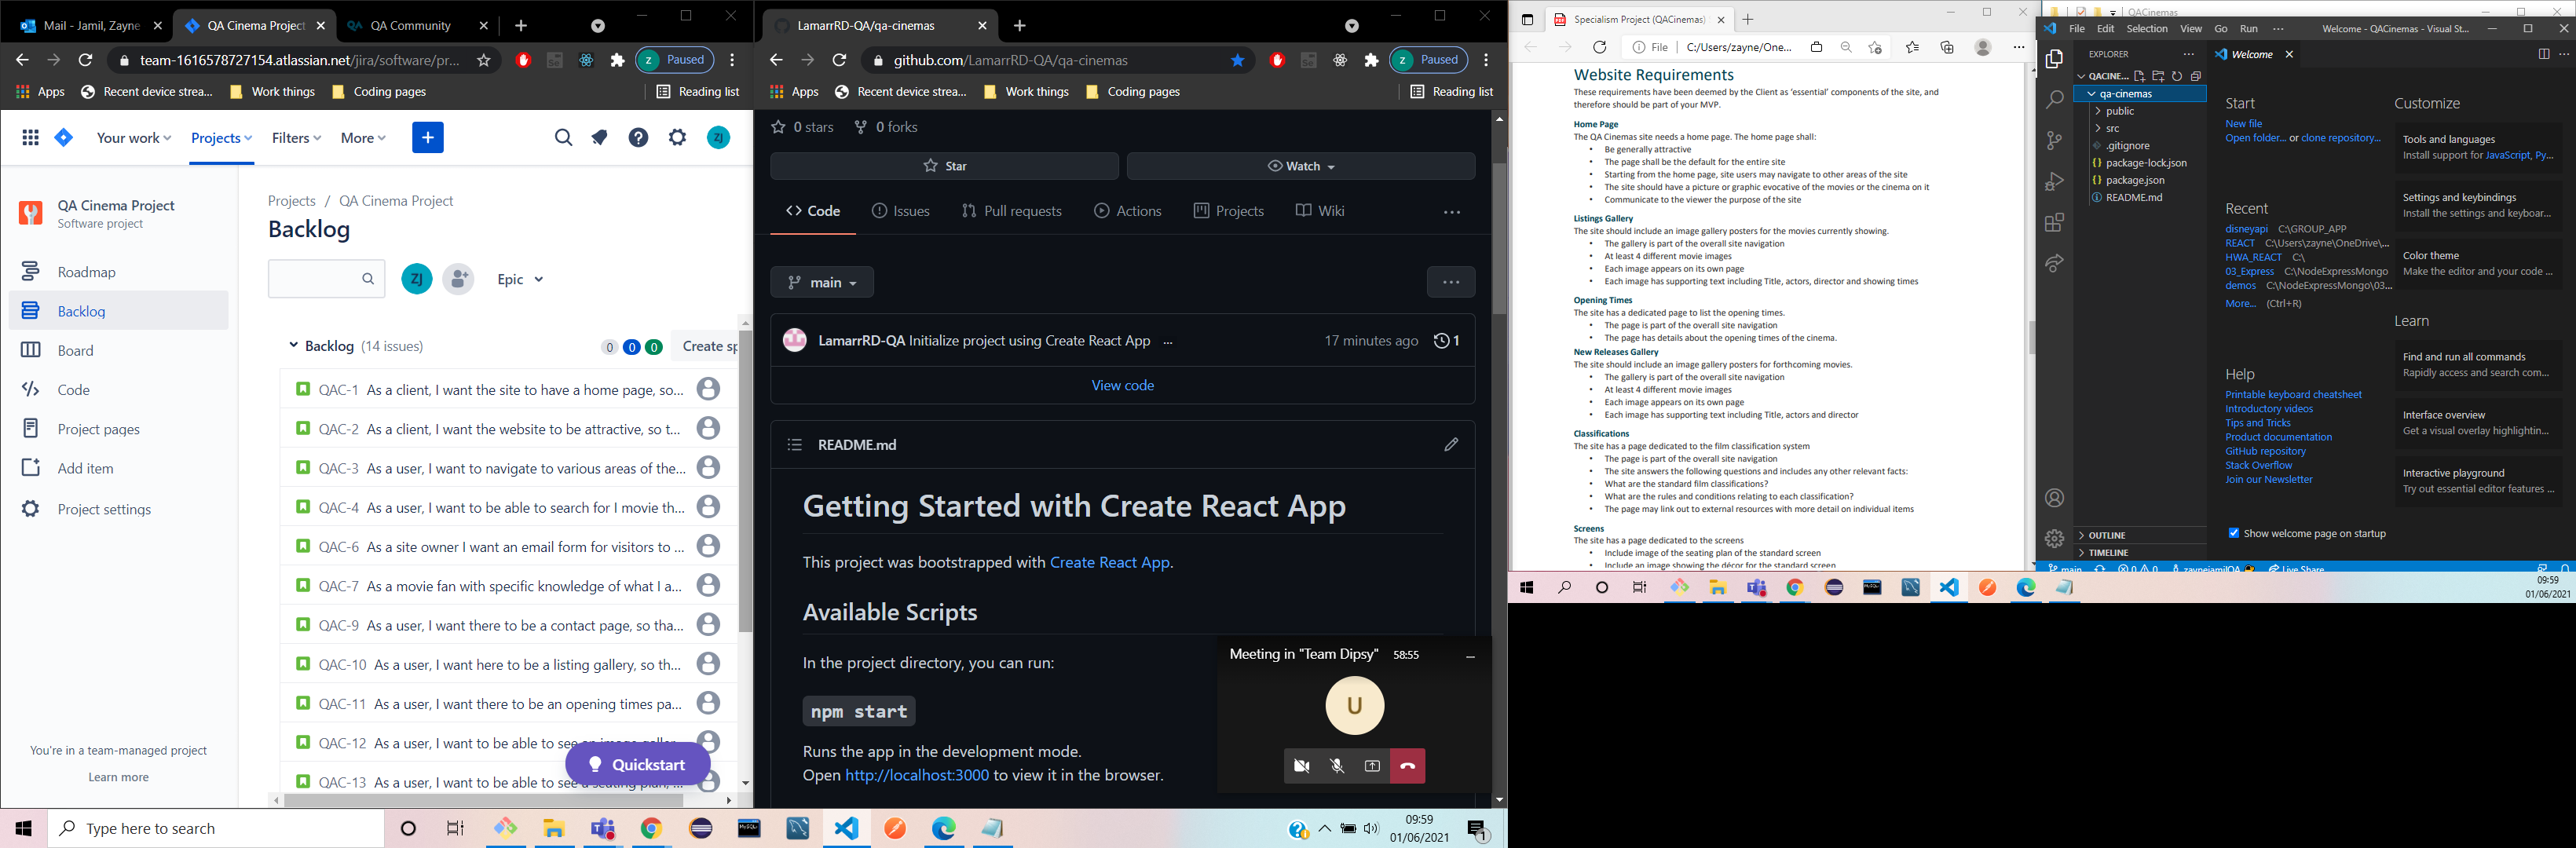 Mail - Jamil, Zayne
QA Cinema Project
QA Community
team-1616578727154.atlassian.net/jira/software/pr...
Paused
Apps
Recent device strea...
Work things
Coding pages
Reading list
Your work
Projects
Filters
More
ZJ
QA Cinema Project
Software project
Roadmap
Backlog
Board
Code
Project pages
Add item
Project settings
You're in a team-managed project
Learn more
Projects / QA Cinema Project
Backlog
ZJ
Epic
Backlog (14 issues)
0 0 0
Create sp
QAC-1 As a client, I want the site to have a home page, so...
QAC-2 As a client, I want the website to be attractive, so t...
QAC-3 As a user, I want to navigate to various areas of the...
QAC-4 As a user, I want to be able to search for I movie th...
QAC-6 As a site owner I want an email form for visitors to ...
QAC-7 As a movie fan with specific knowledge of what I a...
QAC-9 As a user, I want there to be a contact page, so tha...
QAC-10 As a user, I want here to be a listing gallery, so th...
QAC-11 As a user, I want there to be an opening times pa...
QAC-12 As a user, I want to be able to see
QAC-13 As a user, I want to be able to see
Quickstart
Type here to search
LamarrRD-QA/qa-cinemas
github.com/LamarrRD-QA/qa-cinemas
Paused
Apps
Recent device strea...
Work things
Coding pages
Reading list
0 stars
0 forks
Star
Watch
Code
Issues
Pull requests
Actions
Projects
Wiki
main
LamarrRD-QA Initialize project using Create React App ...
17 minutes ago
1
View code
README.md
Getting Started with Create React App
This project was bootstrapped with Create React App.
Available Scripts
In the project directory, you can run:
npm start
Runs the app in the development mode.
Open http://localhost:3000 to view it in the browser.
Meeting in "Team Dipsy" 58:55
U
09:59
01/06/2021
1
Specialism Project (QACinemas)
File
C:/Users/zayne/One...
Website Requirements
These requirements have been deemed by the Client as 'essential' components of the site, and
therefore should be part of your MVP.
Home Page
The QA Cinemas site needs a home page. The home page shall:
• Be generally attractive
• The page shall be the default for the entire site
• Starting from the home page, site users may navigate to other areas of the site
• The site should have a picture or graphic evocative of the movies or the cinema on it
• Communicate to the viewer the purpose of the site
Listings Gallery
The site should include an image gallery posters for the movies currently showing.
• The gallery is part of the overall site navigation
• At least 4 different movie images
• Each image appears on its own page
• Each image has supporting text including Title, actors, director and showing times
Opening Times
The site has a dedicated page to list the opening times.
• The page is part of the overall site navigation
• The page has details about the opening times of the cinema.
New Releases Gallery
The site should include an image gallery posters for forthcoming movies.
• The gallery is part of the overall site navigation
• At least 4 different movie images
• Each image appears on its own page
• Each image has supporting text including Title, actors and director
Classifications
The site has a page dedicated to the film classification system
• The page is part of the overall site navigation
• The site answers the following questions and includes any other relevant facts:
• What are the standard film classifications?
• What are the rules and conditions relating to each classification?
• The page may link out to external resources with more detail on individual items
Screens
The site has a page dedicated to the screens
• Include image of the seating plan of the standard screen
• Include an image showing the décor for the standard screen
QACinemas
File Edit Selection View Go Run ...
Welcome - QACinemas - Visual St...
EXPLORER
QACINE...
qa-cinemas
public
src
.gitignore
package-lock.json
package.json
README.md
OUTLINE
TIMELINE
Welcome
Start
New file
Open folder... or clone repository...
Recent
disneyapi C:\GROUP_APP
REACT C:\Users\zayne\OneDrive\...
HWA_REACT C:\
03_Express C:\NodeExpressMongo
demos C:\NodeExpressMongo\03...
More... (Ctrl+R)
Help
Printable keyboard cheatsheet
Introductory videos
Tips and Tricks
Product documentation
GitHub repository
Stack Overflow
Join our Newsletter
Show welcome page on startup
Customize
Tools and languages
Install support for JavaScript, Py...
Settings and keybindings
Install the settings and keyboar...
Color theme
Make the editor and your code ...
Learn
Find and run all commands
Rapidly access and search com...
Interface overview
Get a visual overlay highlightin...
Interactive playground
Try out essential editor features ...
main
0 0
zaynejamilQA
Live Share
09:59
01/06/2021